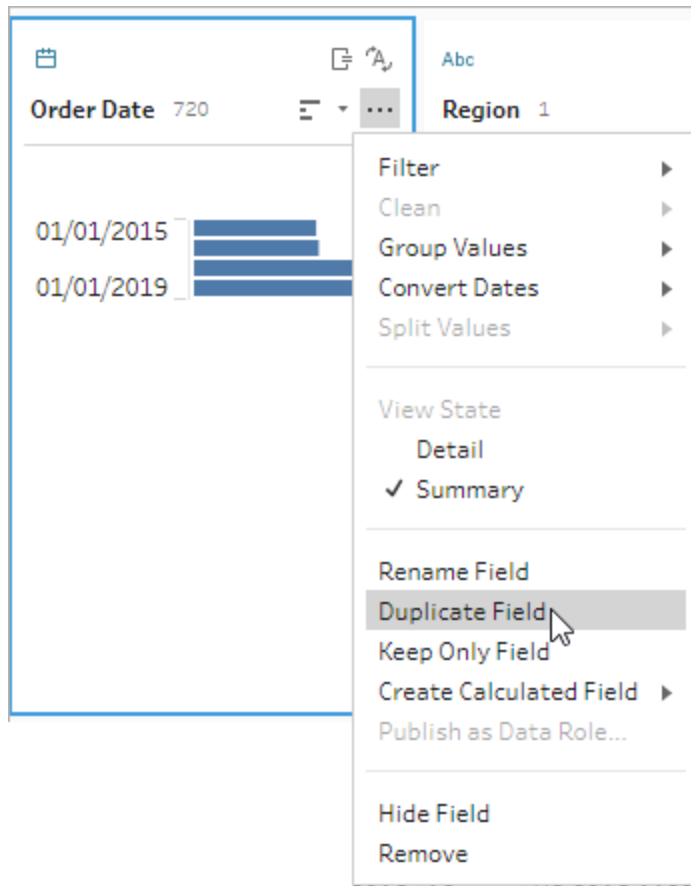 Abc
Order Date 720
Region 1
01/01/2015
01/01/2019
Filter
Clean
Group Values
Convert Dates
Split Values
View State
Detail
Summary
Rename Field
Duplicate Field
Keep Only Field
Create Calculated Field
Publish as Data Role...
Hide Field
Remove